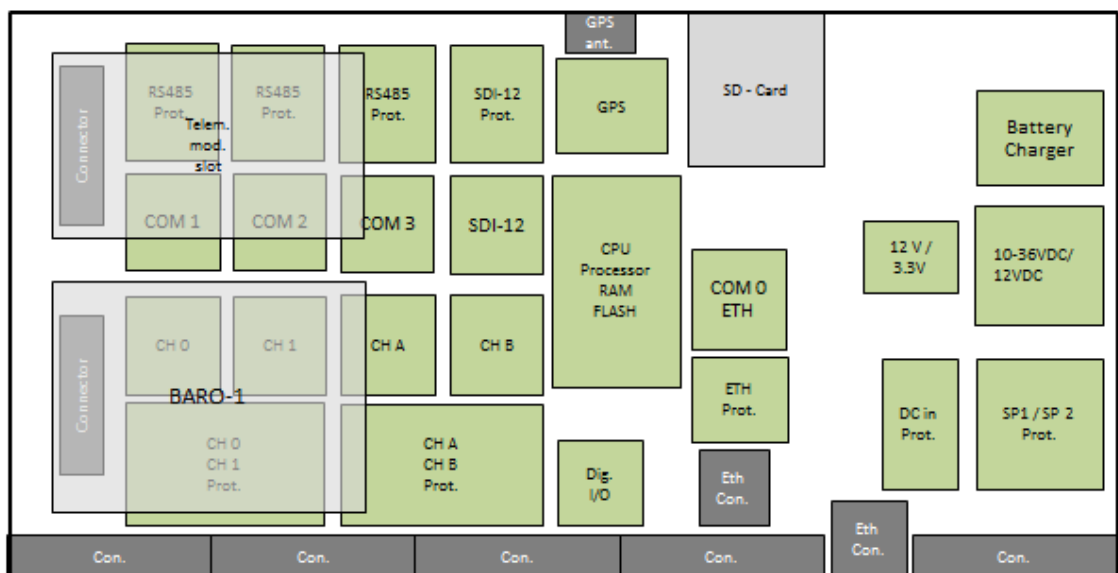 GPS
ant.
RS485
Prot.
RS485
Prot.
RS485
Prot.
SDI-12
Prot.
GPS
SD - Card
Battery
Charger
Connector
Telem.
mod.
slot
COM 1
COM 2
COM 3
SDI-12
CPU
Processor
RAM
FLASH
COM 0
ETH
12 V /
3.3V
10-36VDC/
12VDC
Connector
CH 0
CH 1
CH A
CH B
BARO-1
ETH
Prot.
DC in
Prot.
SP1 / SP 2
Prot.
CH 0
CH 1
Prot.
CH A
CH B
Prot.
Dig.
I/O
Eth
Con.
Eth
Con.
Con.
Con.
Con.
Con.
Con.